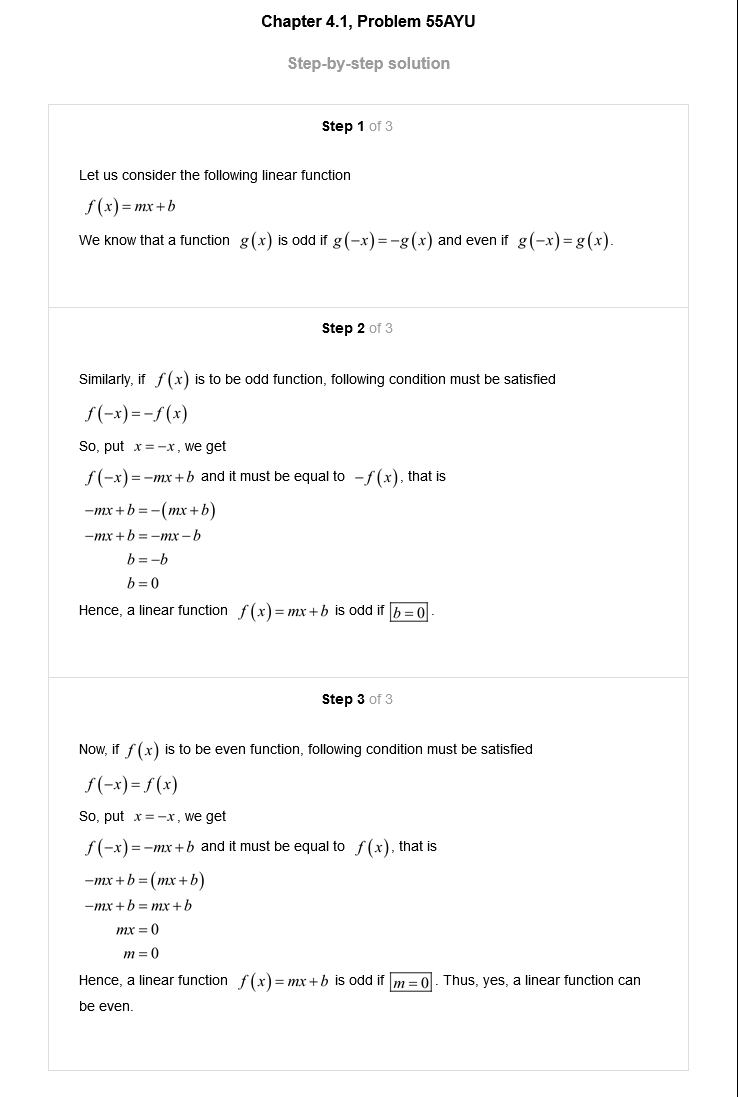 Chapter 4.1, Problem 55AYU
Step-by-step solution
Step 1 of 3
Let us consider the following linear function
f(x)=mx+b
We know that a function g(x) is odd if g(−x)=−g(x) and even if g(−x)=g(x).
Step 2 of 3
Similarly, if f(x) is to be odd function, following condition must be satisfied
f(−x)=−f(x)
So, put x=−x, we get
f(−x)=−mx+b and it must be equal to −f(x), that is
−mx+b=−(mx+b)
−mx+b=−mx−b
b=−b
b=0
Hence, a linear function f(x)=mx+b is odd if b=0.
Step 3 of 3
Now, if f(x) is to be even function, following condition must be satisfied
f(−x)=f(x)
So, put x=−x, we get
f(−x)=−mx+b and it must be equal to f(x), that is
−mx+b=(mx+b)
−mx+b=mx+b
mx=0
m=0
Hence, a linear function f(x)=mx+b is odd if m=0. Thus, yes, a linear function can
be even.